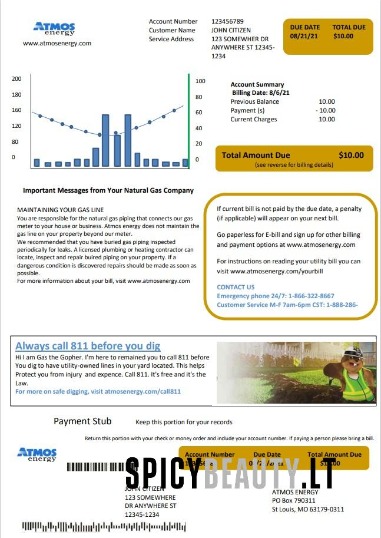 ATMOS
energy
www.atmosenergy.com
Account Number 123456789
Customer Name JOHN CITIZEN
Service Address 123 SOMEWHER DR
ANYWHERE ST 12345-
1234
DUE DATE TOTAL DUE
08/21/21 $10.00
200
160
120
80
0
100
80
60
40
20
0
Account Summary
Billing Date: 8/6/21
Previous Balance 10.00
Payment (s) - 10.00
Current Charges 10.00
Total Amount Due $10.00
(see reverse for billing details)
Important Messages from Your Natural Gas Company
MAINTAINING YOUR GAS LINE
You are responsible for the natural gas piping that connects our gas
meter to your house or business. Atmos energy does not maintain the
gas line on your property beyond our meter.
We recommended that you have buried gas piping inspected
periodically for leaks. A licensed plumbing or heating contractor can
locate, inspect and repair buired piping on your property. If a
dangerous condition is discovered repairs should be made as soon as
possible.
For more information about your bill, visit www.atmosenergy.com
If current bill is not paid by the due date, a penalty
(if applicable) will appear on your next bill.
Go paperless for E-bill and sign up for other billing
and payment options at www.atmosenergy.com
For instructions on reading your utility bill you can
visit www.atmosenergy.com/yourbill
CONTACT US
Emergency phone 24/7: 1-866-322-8667
Customer Service M-F 7am-6pm CST: 1-888-286-
Always call 811 before you dig
Hi I am Gas the Gopher. I'm here to remained you to call 811 before
You dig to have utility-owned lines in your yard located. This helps
Protect you from injury and expence. Call 811. It's free and it's the
Law.
For more on safe digging, visit atmosenergy.com/call811
Payment Stub Keep this portion for your records
Return this portion with your check or money order and include your account number. If paying a person please bring a bill.
ATMOS
energy
Account Number Due Date Total Amount Due
SPICYBEAUTY.LT
JOHN CITIZEN
123 SOMEWHERE
DR ANYWHERE ST
12345-1234
ATMOS ENERGY
PO Box 790311
St Louis, MO 63179-0311